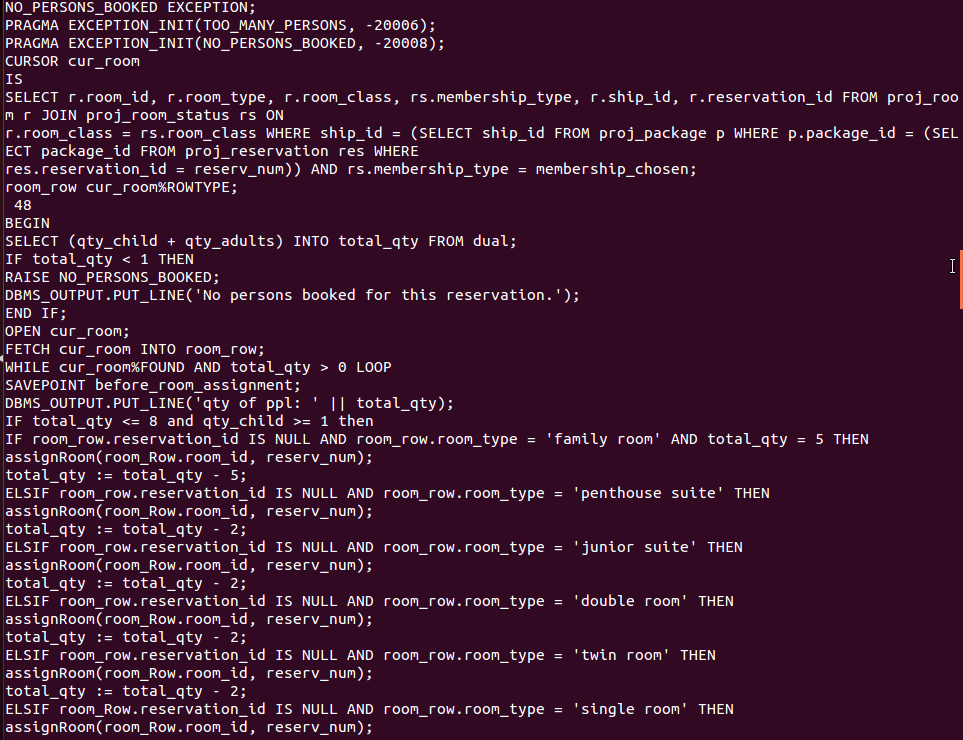 NO_PERSONS_BOOKED EXCEPTION;
PRAGMA EXCEPTION_INIT(TOO_MANY_PERSONS, -20006);
PRAGMA EXCEPTION_INIT(NO_PERSONS_BOOKED, -20008);
CURSOR cur_room
IS
SELECT r.room_id, r.room_type, r.room_class, rs.membership_type, r.ship_id, r.reservation_id FROM proj_roo
m r JOIN proj_room_status rs ON
r.room_class = rs.room_class WHERE ship_id = (SELECT ship_id FROM proj_package p WHERE p.package_id = (SEL
ECT package_id FROM proj_reservation res WHERE
res.reservation_id = reserv_num)) AND rs.membership_type = membership_chosen;
room_row cur_room%ROWTYPE;
 48
BEGIN
SELECT (qty_child + qty_adults) INTO total_qty FROM dual;
IF total_qty < 1 THEN
RAISE NO_PERSONS_BOOKED;
DBMS_OUTPUT.PUT_LINE('No persons booked for this reservation.');
END IF;
OPEN cur_room;
FETCH cur_room INTO room_row;
WHILE cur_room%FOUND AND total_qty > 0 LOOP
SAVEPOINT before_room_assignment;
DBMS_OUTPUT.PUT_LINE('qty of ppl: ' || total_qty);
IF total_qty <= 8 and qty_child >= 1 then
IF room_row.reservation_id IS NULL AND room_row.room_type = 'family room' AND total_qty = 5 THEN
assignRoom(room_Row.room_id, reserv_num);
total_qty := total_qty - 5;
ELSIF room_row.reservation_id IS NULL AND room_row.room_type = 'penthouse suite' THEN
assignRoom(room_Row.room_id, reserv_num);
total_qty := total_qty - 2;
ELSIF room_row.reservation_id IS NULL AND room_row.room_type = 'junior suite' THEN
assignRoom(room_Row.room_id, reserv_num);
total_qty := total_qty - 2;
ELSIF room_row.reservation_id IS NULL AND room_row.room_type = 'double room' THEN
assignRoom(room_Row.room_id, reserv_num);
total_qty := total_qty - 2;
ELSIF room_row.reservation_id IS NULL AND room_row.room_type = 'twin room' THEN
assignRoom(room_Row.room_id, reserv_num);
total_qty := total_qty - 2;
ELSIF room_Row.reservation_id IS NULL AND room_row.room_type = 'single room' THEN
assignRoom(room_Row.room_id, reserv_num);